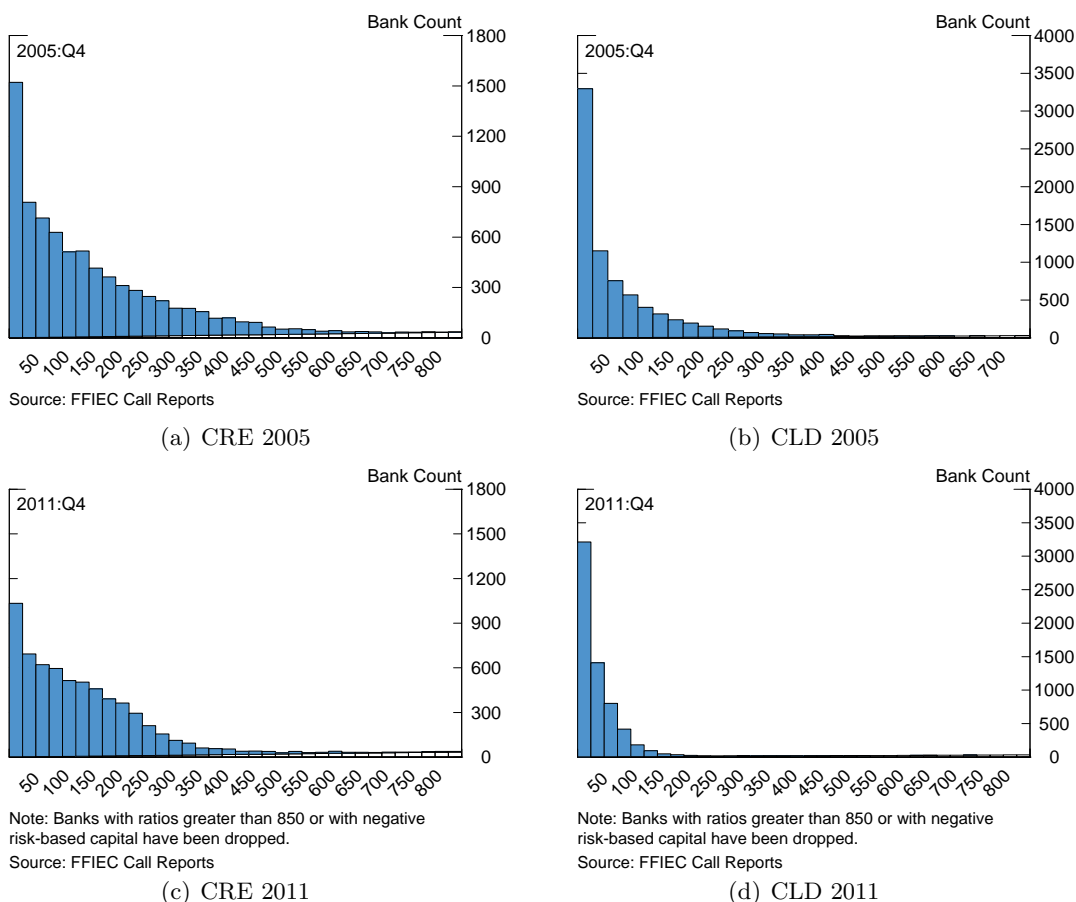 Bank Count
2005:Q4
1800
1500
1200
900
600
300
0
50 100 150 200 250 300 350 400 450 500 550 600 650 700 750 800
Source: FFIEC Call Reports
(a) CRE 2005
Bank Count
2005:Q4
4000
3500
3000
2500
2000
1500
1000
500
0
50 100 150 200 250 300 350 400 450 500 550 600 650 700
Source: FFIEC Call Reports
(b) CLD 2005
Bank Count
2011:Q4
1800
1500
1200
900
600
300
0
50 100 150 200 250 300 350 400 450 500 550 600 650 700 750 800
Note: Banks with ratios greater than 850 or with negative
risk-based capital have been dropped.
Source: FFIEC Call Reports
(c) CRE 2011
Bank Count
2011:Q4
4000
3500
3000
2500
2000
1500
1000
500
0
50 100 150 200 250 300 350 400 450 500 550 600 650 700 750 800
Note: Banks with ratios greater than 850 or with negative
risk-based capital have been dropped.
Source: FFIEC Call Reports
(d) CLD 2011